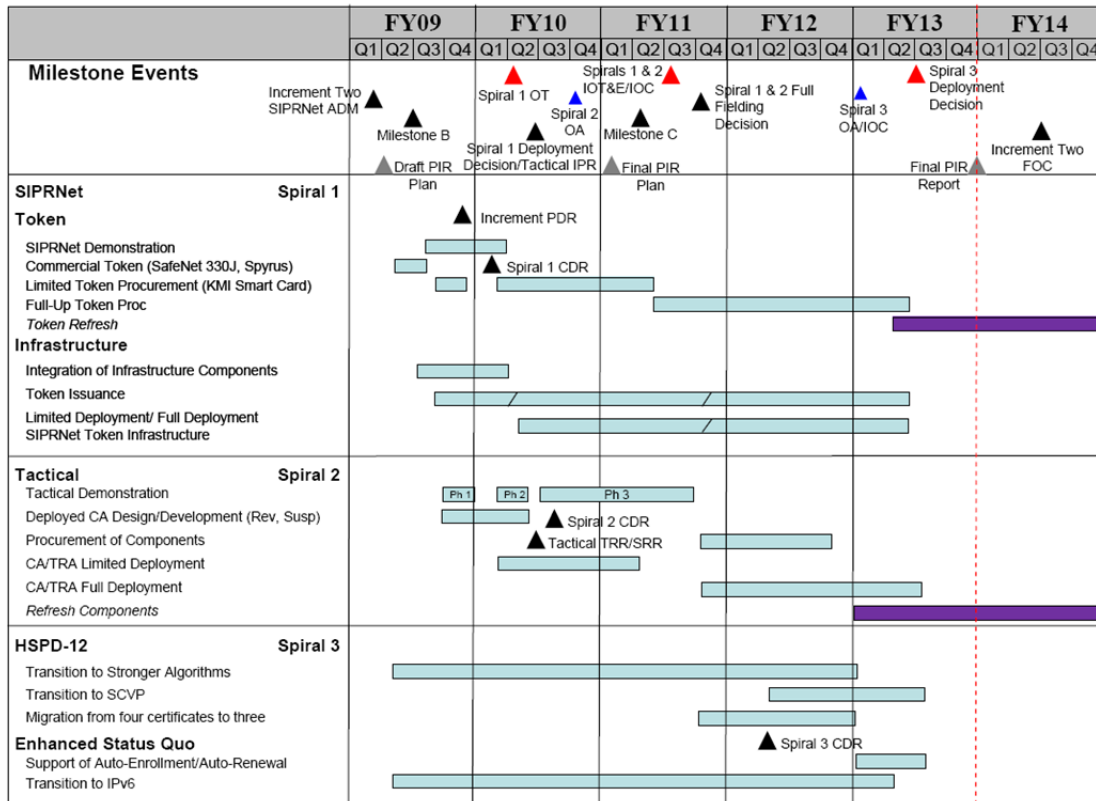 FY09 FY10 FY11 FY12 FY13 FY14
Q1 Q2 Q3 Q4 Q1 Q2 Q3 Q4 Q1 Q2 Q3 Q4 Q1 Q2 Q3 Q4 Q1 Q2 Q3 Q4 Q1 Q2 Q3 Q4
Milestone Events
Increment Two
SIPRNet ADM
Milestone B
Draft PIR
Plan
Spiral 1 OT
Spiral 2
OA
Spiral 1 Deployment
Decision/Tactical IPR
Spirals 1 & 2
IOT&E/IOC
Milestone C
Final PIR
Plan
Spiral 1 & 2 Full
Fielding
Decision
Spiral 3
OA/IOC
Spiral 3
Deployment
Decision
Final PIR
Report
Increment Two
FOC
SIPRNet Spiral 1
Token
Increment PDR
SIPRNet Demonstration
Commercial Token (SafeNet 330J, Spyrus)
Spiral 1 CDR
Limited Token Procurement (KMI Smart Card)
Full-Up Token Proc
Token Refresh
Infrastructure
Integration of Infrastructure Components
Token Issuance
Limited Deployment/ Full Deployment
SIPRNet Token Infrastructure
Tactical Spiral 2
Tactical Demonstration
Ph 1 Ph 2 Ph 3
Deployed CA Design/Development (Rev, Susp)
Spiral 2 CDR
Procurement of Components
Tactical TRR/SRR
CA/TRA Limited Deployment
CA/TRA Full Deployment
Refresh Components
HSPD-12 Spiral 3
Transition to Stronger Algorithms
Transition to SCVP
Migration from four certificates to three
Enhanced Status Quo
Spiral 3 CDR
Support of Auto-Enrollment/Auto-Renewal
Transition to IPv6